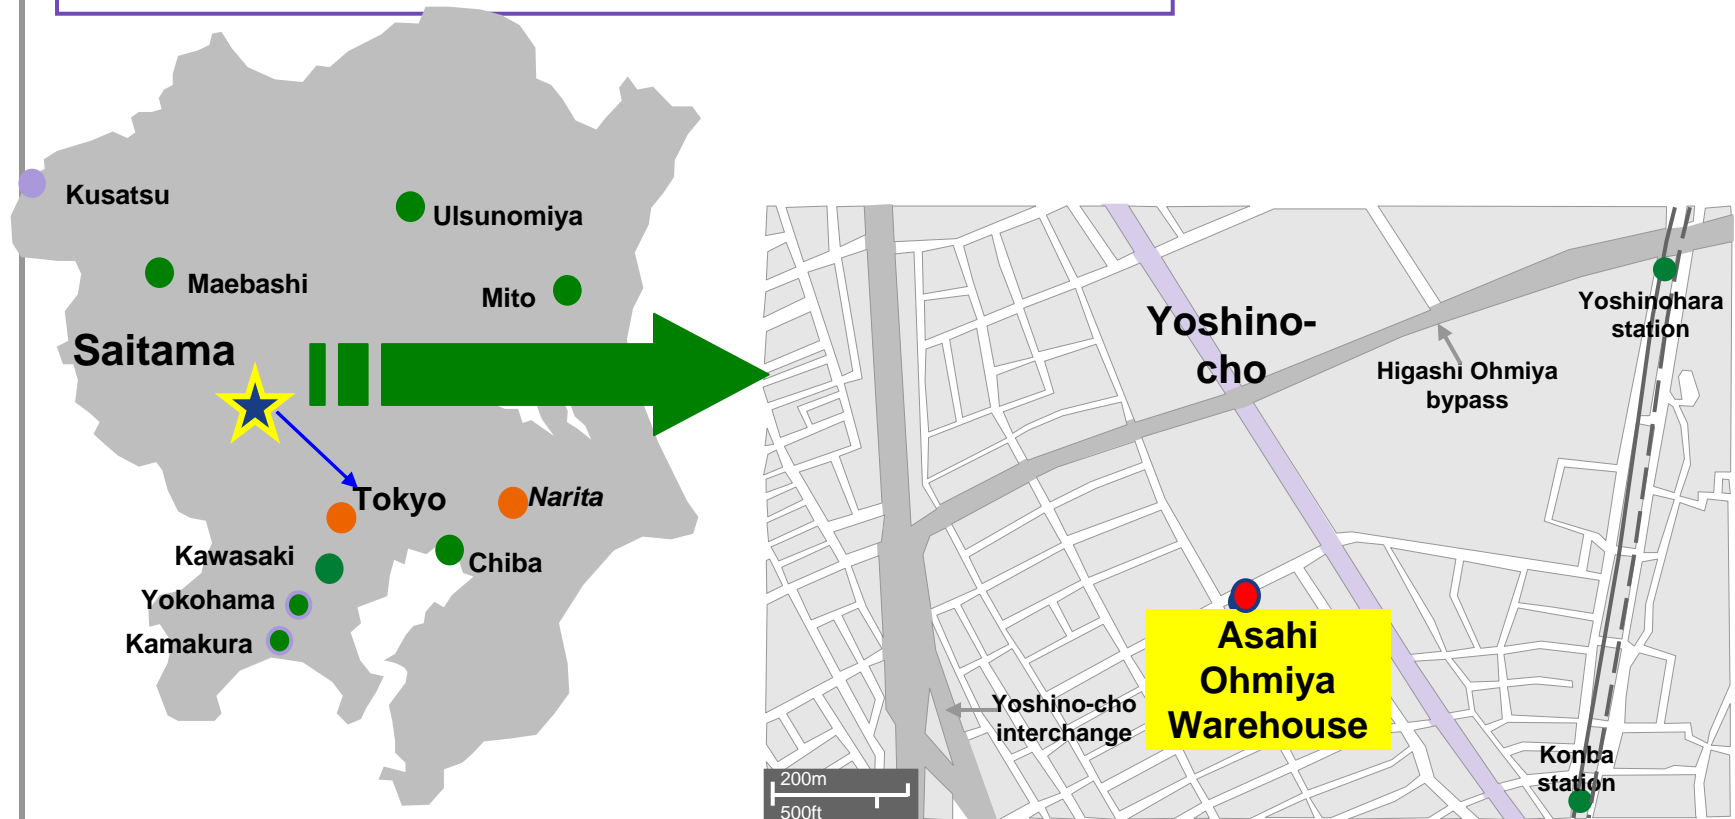 Kusatsu
Ulsunomiya
Maebashi
Mito
Saitama
Tokyo
Narita
Kawasaki
Chiba
Yokohama
Kamakura
Yoshino-
cho
Yoshinohara
station
Higashi Ohmiya
bypass
Asahi
Ohmiya
Warehouse
Yoshino-cho
interchange
Konba
station
200m
500ft